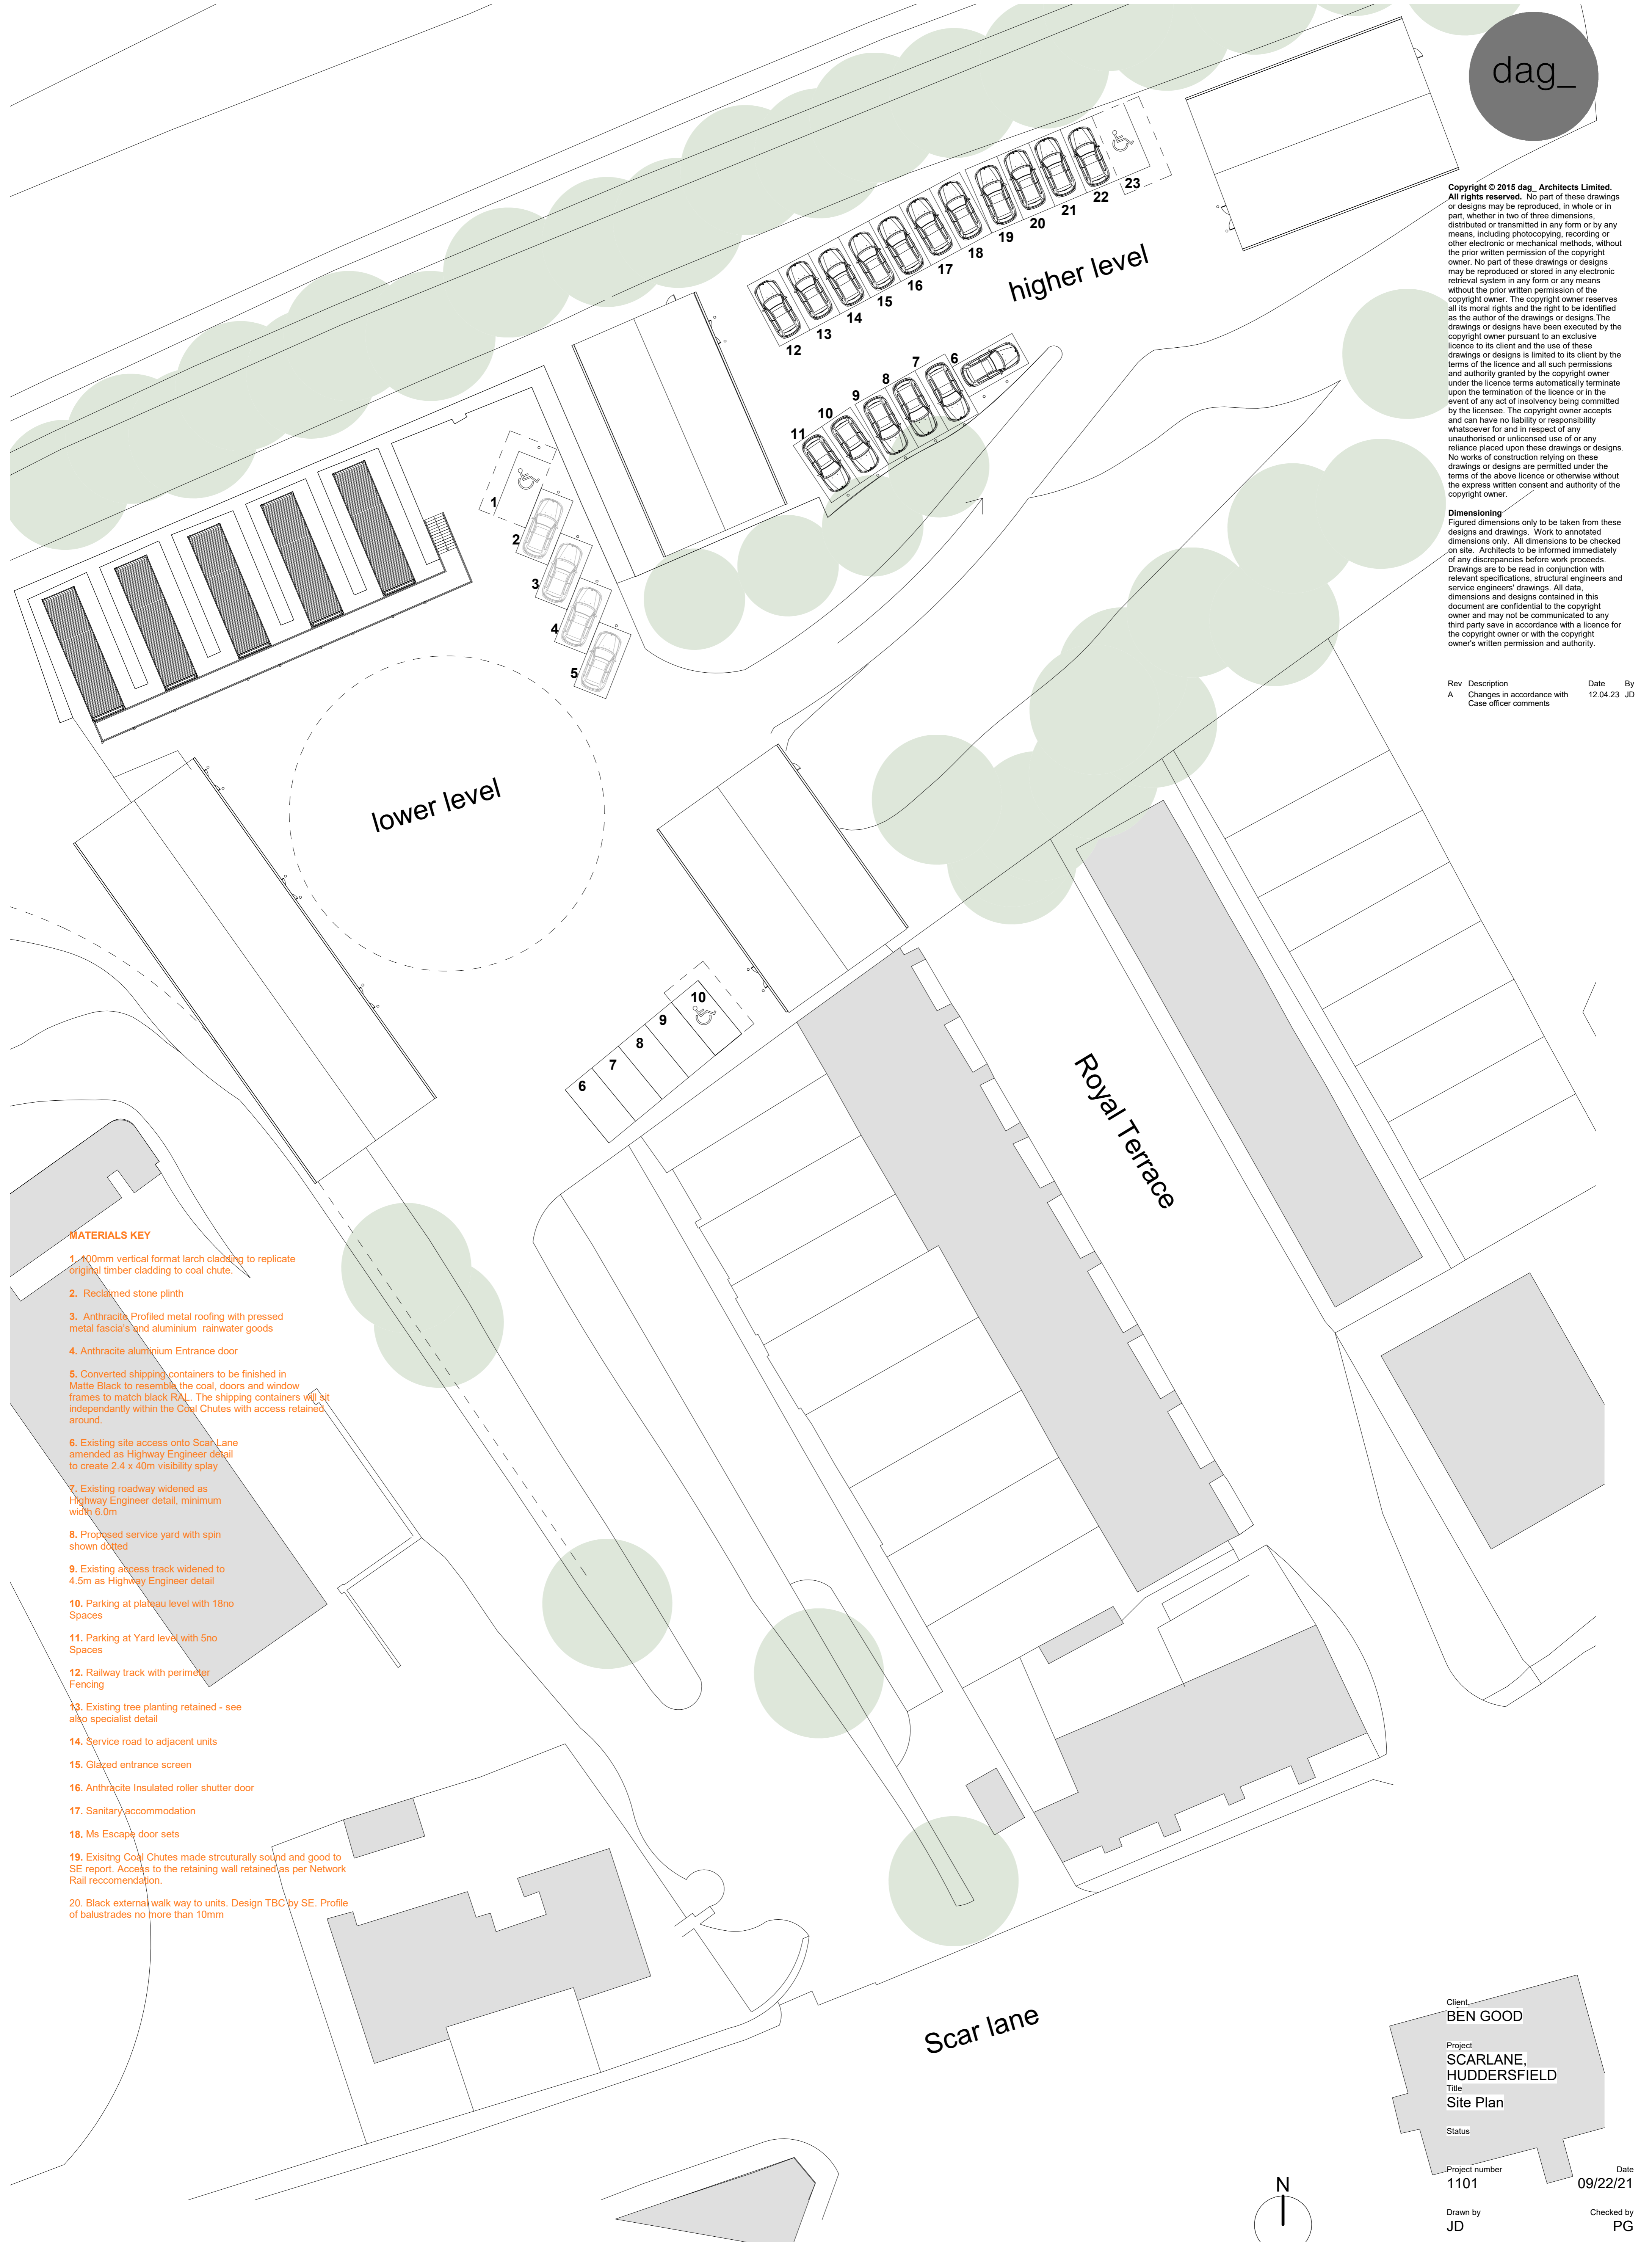 dag_
Copyright © 2015 dag_ Architects Limited.
All rights reserved. No part of these drawings
or designs may be reproduced, in whole or in
part, whether in two of three dimensions,
distributed or transmitted in any form or by any
means, including photocopying, recording or
other electronic or mechanical methods, without
the prior written permission of the copyright
owner. No part of these drawings or designs
may be reproduced or stored in any electronic
retrieval system in any form or any means
without the prior written permission of the
copyright owner. The copyright owner reserves
all its moral rights and the right to be identified
as the author of the drawings or designs.The
drawings or designs have been executed by the
copyright owner pursuant to an exclusive
licence to its client and the use of these
drawings or designs is limited to its client by the
terms of the licence and all such permissions
and authority granted by the copyright owner
under the licence terms automatically terminate
upon the termination of the licence or in the
event of any act of insolvency being committed
by the licensee. The copyright owner accepts
and can have no liability or responsibility
whatsoever for and in respect of any
unauthorised or unlicensed use of or any
reliance placed upon these drawings or designs.
No works of construction relying on these
drawings or designs are permitted under the
terms of the above licence or otherwise without
the express written consent and authority of the
copyright owner.
Dimensioning
Figured dimensions only to be taken from these
designs and drawings. Work to annotated
dimensions only. All dimensions to be checked
on site. Architects to be informed immediately
of any discrepancies before work proceeds.
Drawings are to be read in conjunction with
relevant specifications, structural engineers and
service engineers' drawings. All data,
dimensions and designs contained in this
document are confidential to the copyright
owner and may not be communicated to any
third party save in accordance with a licence for
the copyright owner or with the copyright
owner's written permission and authority.
Rev Description Date By
A Changes in accordance with 12.04.23 JD
Case officer comments
23
22
21
20
19
18
17
16
15
14
13
12
higher level
6
7
8
9
10
11
1
2
3
4
5
lower level
10
9
8
7
6
Royal Terrace
MATERIALS KEY
1. 100mm vertical format larch cladding to replicate
original timber cladding to coal chute.
2. Reclaimed stone plinth
3. Anthracite Profiled metal roofing with pressed
metal fascia's and aluminium rainwater goods
4. Anthracite aluminium Entrance door
5. Converted shipping containers to be finished in
Matte Black to resemble the coal, doors and window
frames to match black RAL. The shipping containers will sit
independantly within the Coal Chutes with access retained
around.
6. Existing site access onto Scar Lane
amended as Highway Engineer detail
to create 2.4 x 40m visibility splay
7. Existing roadway widened as
Highway Engineer detail, minimum
width 6.0m
8. Proposed service yard with spin
shown dotted
9. Existing access track widened to
4.5m as Highway Engineer detail
10. Parking at plateau level with 18no
Spaces
11. Parking at Yard level with 5no
Spaces
12. Railway track with perimeter
Fencing
13. Existing tree planting retained - see
also specialist detail
14. Service road to adjacent units
15. Glazed entrance screen
16. Anthracite Insulated roller shutter door
17. Sanitary accommodation
18. Ms Escape door sets
19. Exisitng Coal Chutes made strcuturally sound and good to
SE report. Access to the retaining wall retained as per Network
Rail reccomendation.
20. Black external walk way to units. Design TBC by SE. Profile
of balustrades no more than 10mm
Scar lane
N
Client
BEN GOOD
Project
SCARLANE,
HUDDERSFIELD
Title
Site Plan
Status
Project number Date
1101 09/22/21
Drawn by Checked by
JD PG